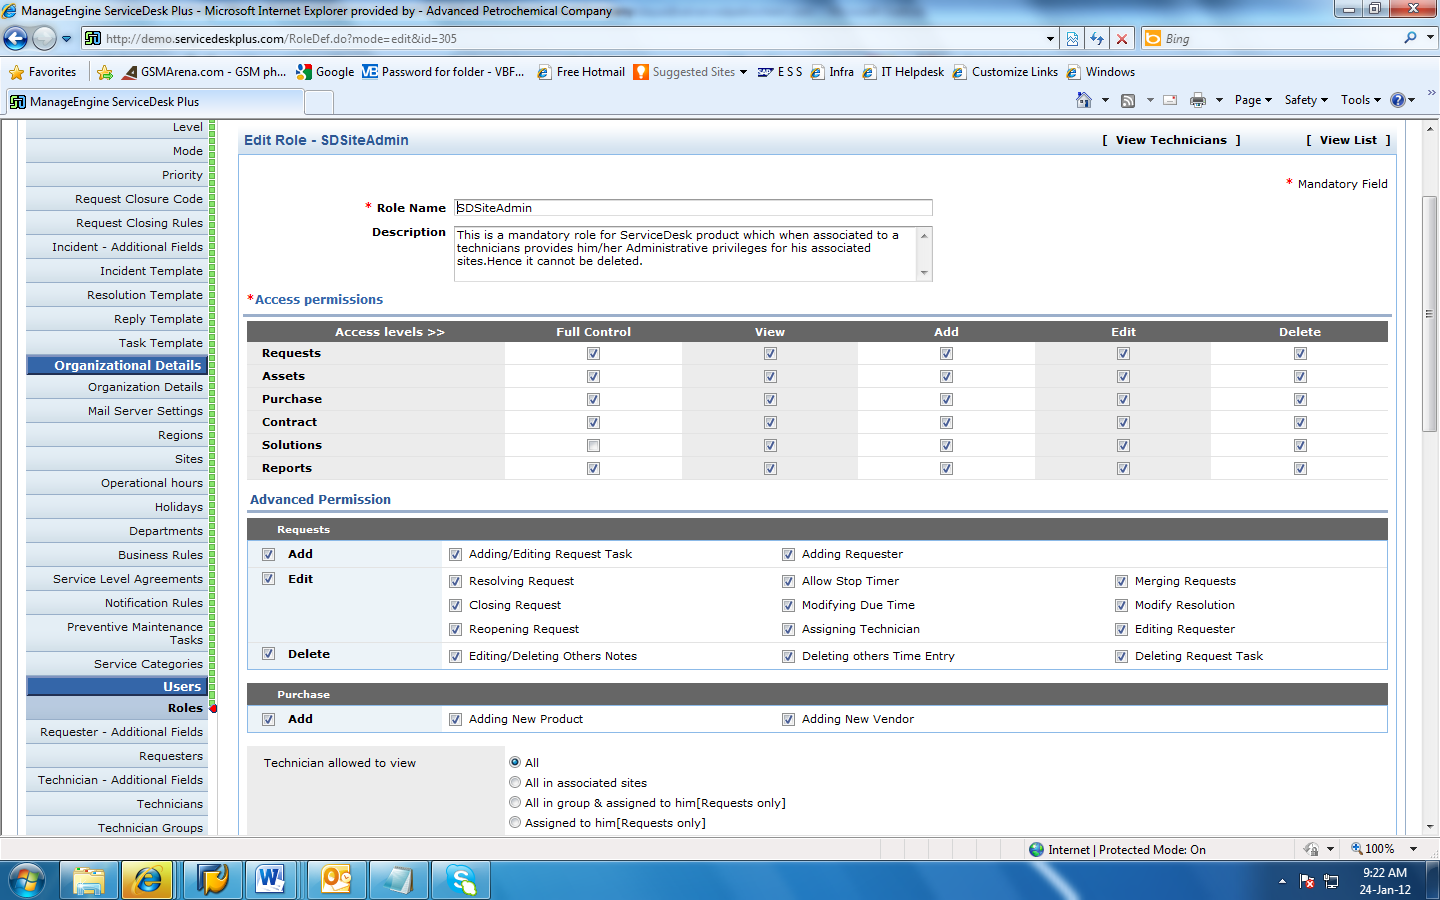 ManageEngine ServiceDesk Plus - Microsoft Internet Explorer provided by - Advanced Petrochemical Company
http://demo.servicedeskplus.com/RoleDef.do?mode=edit&id=305
Bing
Favorites
GSMArena.com - GSM ph...
Google
Password for folder - VBF...
Free Hotmail
Suggested Sites
E S S
Infra
IT Helpdesk
Customize Links
Windows
ManageEngine ServiceDesk Plus
Page
Safety
Tools
Level
Mode
Priority
Request Closure Code
Request Closing Rules
Incident - Additional Fields
Incident Template
Resolution Template
Reply Template
Task Template
Organizational Details
Organization Details
Mail Server Settings
Regions
Sites
Operational hours
Holidays
Departments
Business Rules
Service Level Agreements
Notification Rules
Preventive Maintenance
Tasks
Service Categories
Users
Roles
Requester - Additional Fields
Requesters
Technician - Additional Fields
Technicians
Technician Groups
Edit Role - SDSiteAdmin
[ View Technicians ]
[ View List ]
* Mandatory Field
* Role Name
SDSiteAdmin
Description
This is a mandatory role for ServiceDesk product which when associated to a
technicians provides him/her Administrative privileges for his associated
sites.Hence it cannot be deleted.
*Access permissions
Access levels >> Full Control View Add Edit Delete
Requests
Assets
Purchase
Contract
Solutions
Reports
Advanced Permission
Requests
Add Adding/Editing Request Task Adding Requester
Edit Resolving Request Allow Stop Timer Merging Requests
Closing Request Modifying Due Time Modify Resolution
Reopening Request Assigning Technician Editing Requester
Delete Editing/Deleting Others Notes Deleting others Time Entry Deleting Request Task
Purchase
Add Adding New Product Adding New Vendor
Technician allowed to view All
All in associated sites
All in group & assigned to him[Requests only]
Assigned to him[Requests only]
Internet | Protected Mode: On
100%
9:22 AM
24-Jan-12